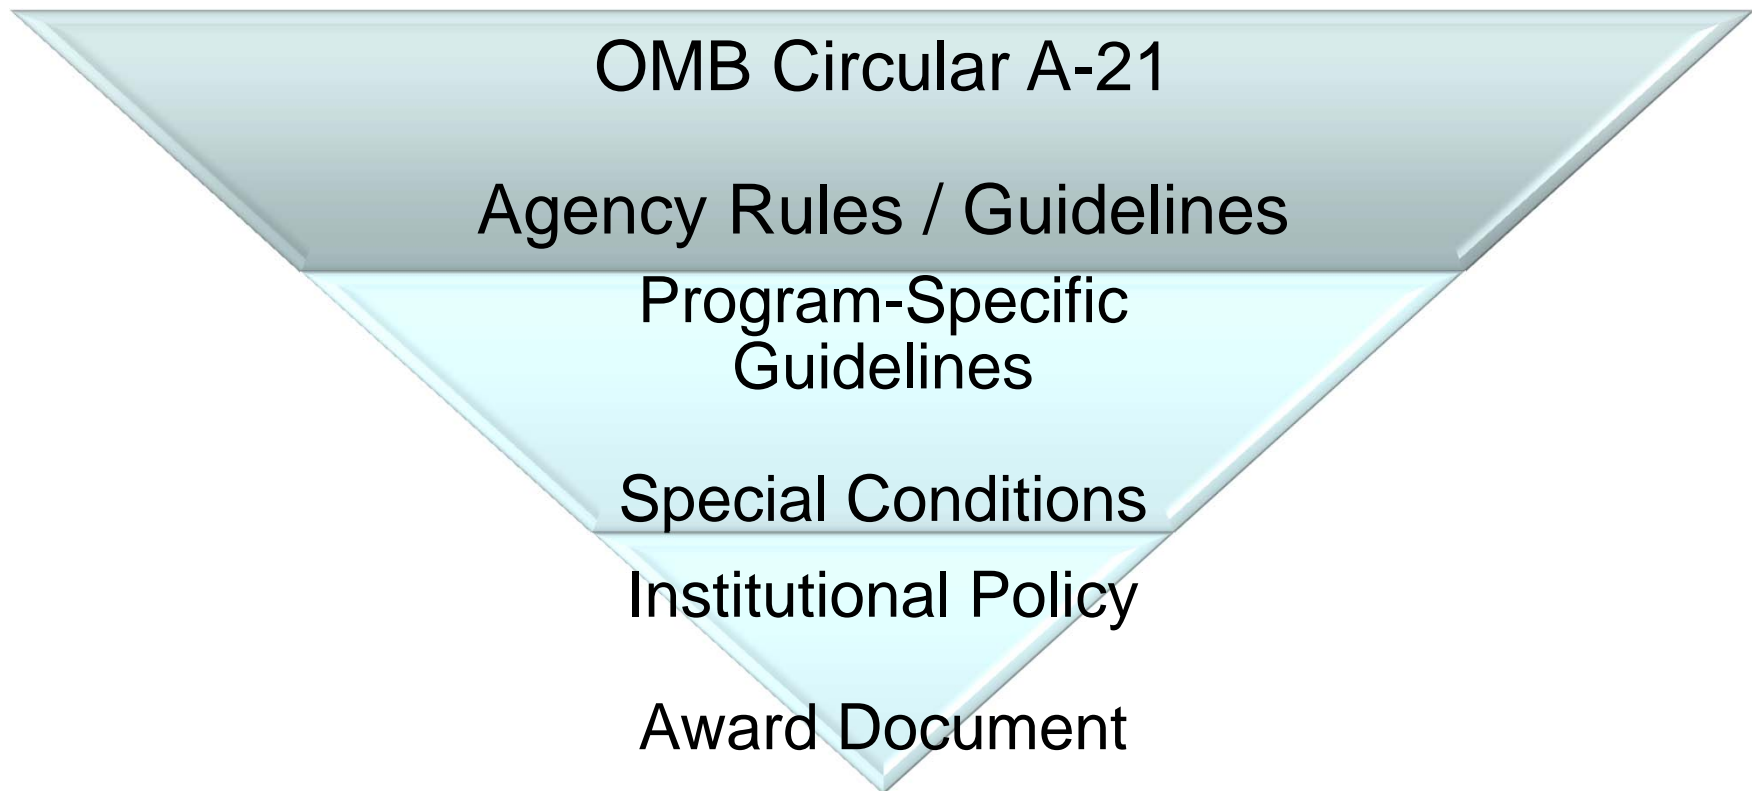 OMB Circular A-21
Agency Rules / Guidelines
Program-Specific
Guidelines
Special Conditions
Institutional Policy
Award Document